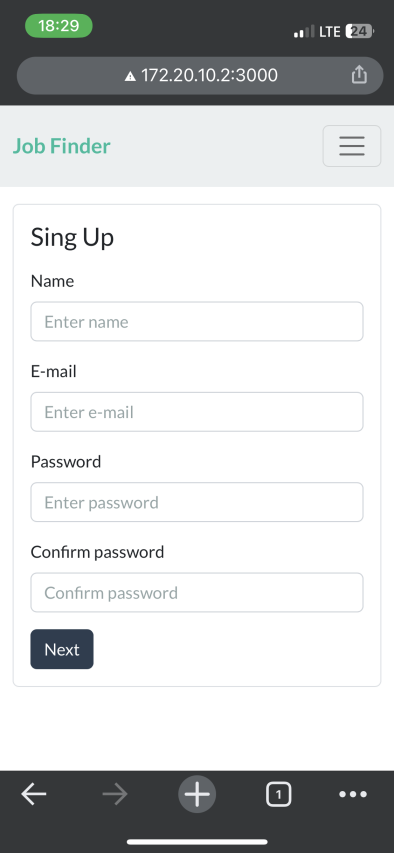 18:29
LTE 24
172.20.10.2:3000
Job Finder
Sing Up
Name
Enter name
E-mail
Enter e-mail
Password
Enter password
Confirm password
Confirm password
Next
1